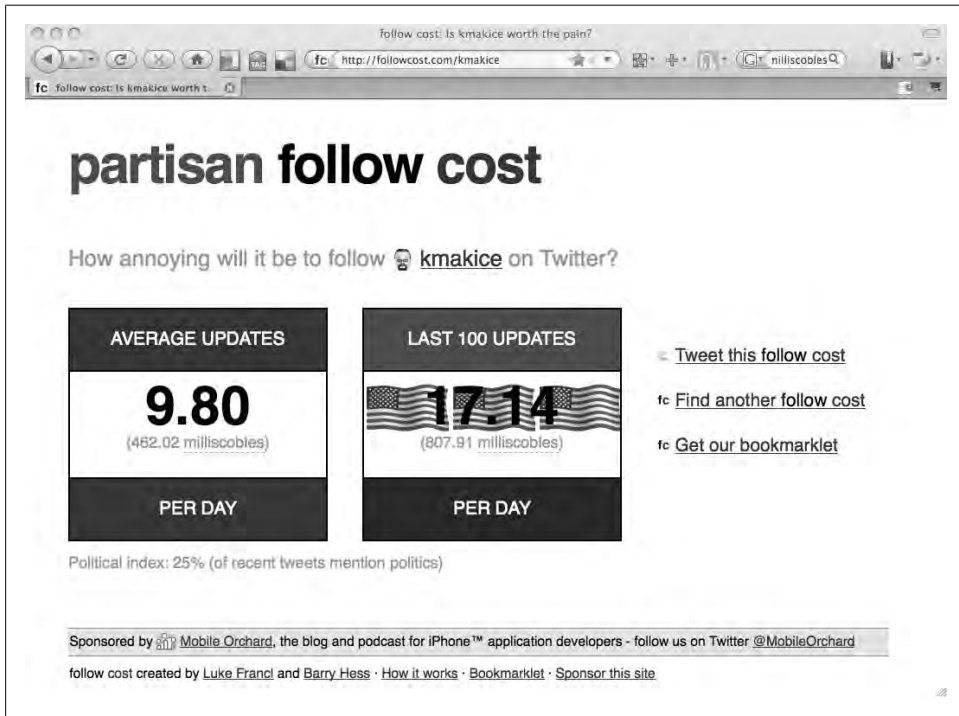 follow cost: Is kmakice worth the pain?
fc http://followcost.com/kmakice
milliscobles
fc follow cost: Is kmakice worth t
partisan follow cost
How annoying will it be to follow kmakice on Twitter?
AVERAGE UPDATES
9.80
(462.02 milliscobles)
PER DAY
LAST 100 UPDATES
17.14
(807.91 milliscobles)
PER DAY
Tweet this follow cost
fc Find another follow cost
fc Get our bookmarklet
Political index: 25% (of recent tweets mention politics)
Sponsored by Mobile Orchard, the blog and podcast for iPhone™ application developers - follow us on Twitter @MobileOrchard
follow cost created by Luke Francl and Barry Hess · How it works · Bookmarklet · Sponsor this site